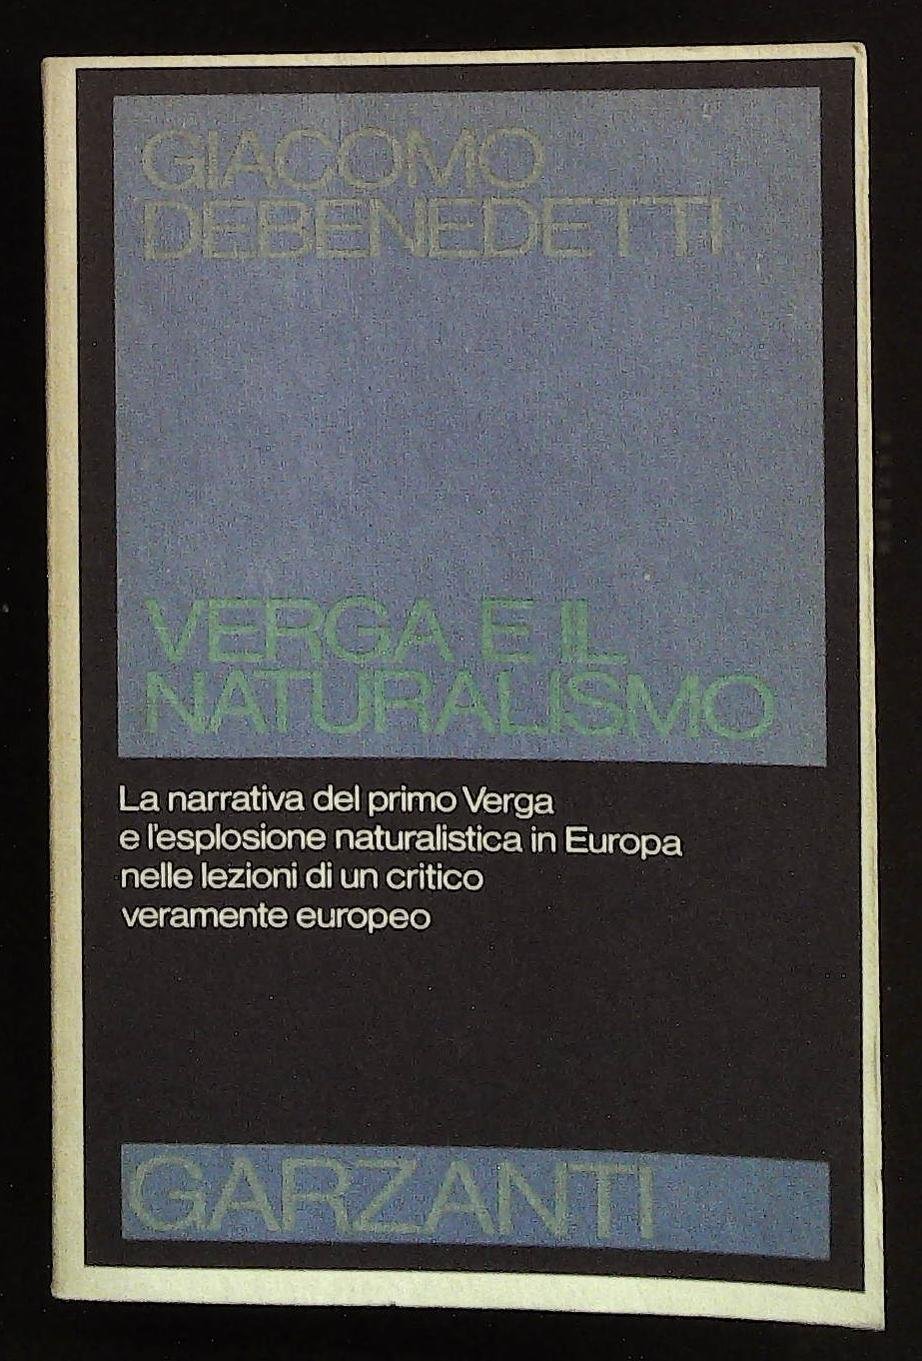 GIACOMO
DEBENEDETTI
VERGA E IL
NATURALISMO
La narrativa del primo Verga
e l'esplosione naturalistica in Europa
nelle lezioni di un critico
veramente europeo
GARZANTI